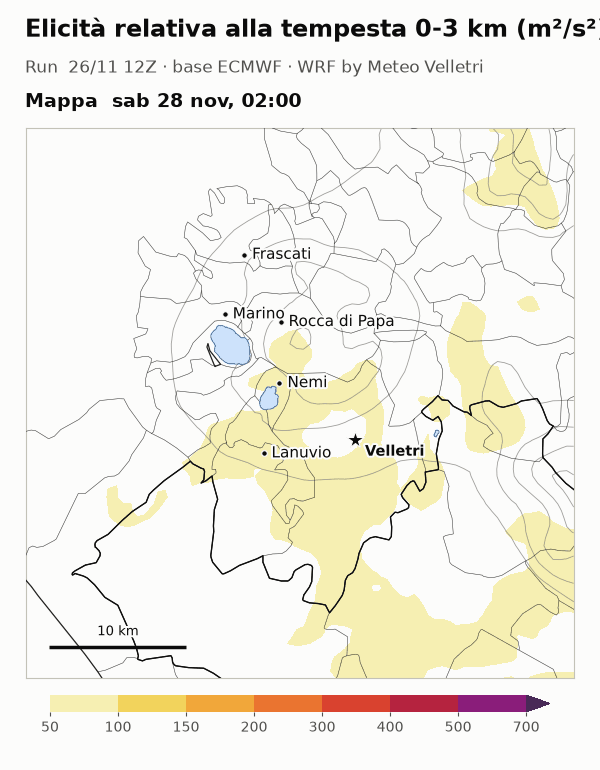 Elicità relativa alla tempesta 0-3 km (m²/s²)
Run 26/11 12Z · base ECMWF · WRF by Meteo Velletri
Mappa sab 28 nov, 02:00
Frascati
Marino
Rocca di Papa
Nemi
Velletri
Lanuvio
10 km
50 100 150 200 300 400 500 700